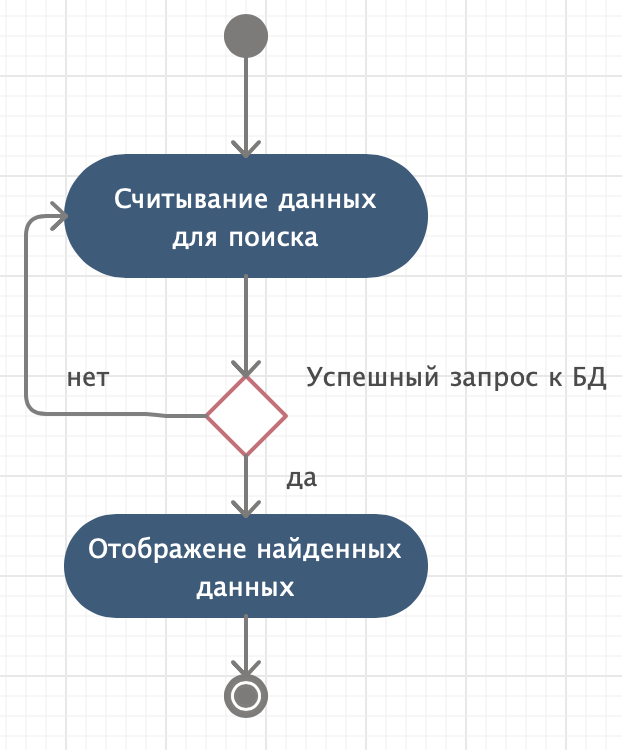 Считывание данных
для поиска
нет
Успешный запрос к БД
да
Отображене найденных
данных